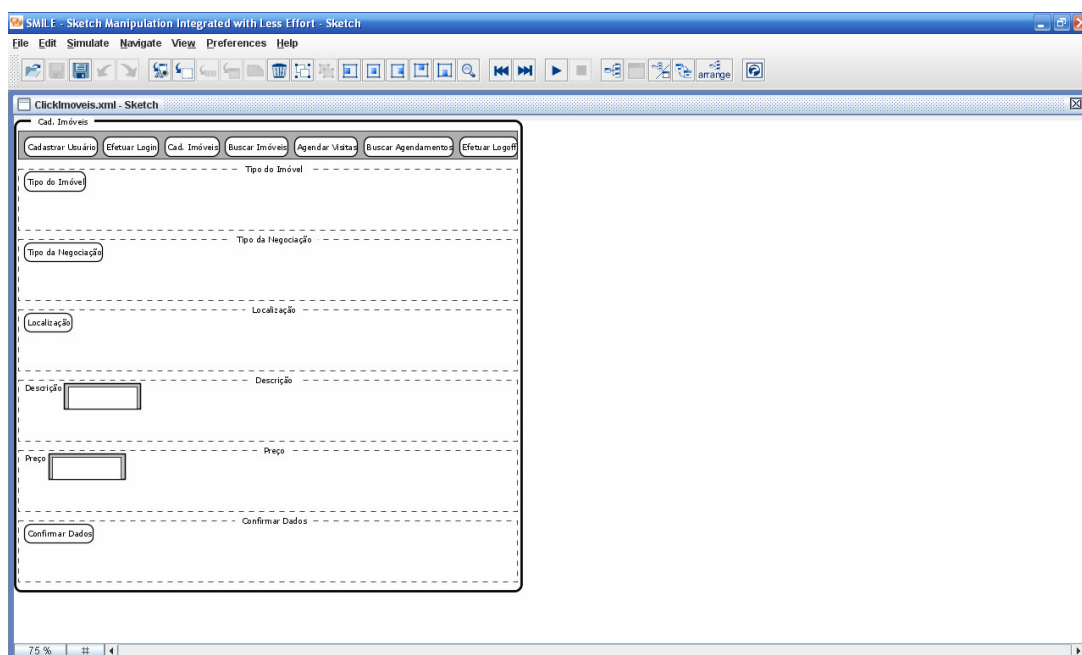 SMILE - Sketch Manipulation Integrated with Less Effort - Sketch
File Edit Simulate Navigate View Preferences Help
arrange
ClickImoveis.xml - Sketch
Cad. Imóveis
Cadastrar Usuário Efetuar Login Cad. Imóveis Buscar Imóveis Agendar Visitas Buscar Agendamentos Efetuar Logoff
Tipo do Imóvel
Tipo do Imóvel
Tipo da Negociação
Tipo da Negociação
Localização
Localização
Descrição
Descrição
Preço
Preço
Confirmar Dados
Confirmar Dados
75 % #